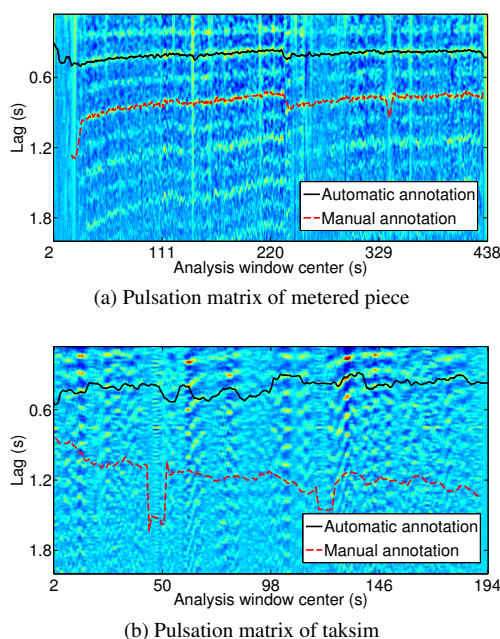 Lag (s)
0.6
1.2
1.8
Automatic annotation
Manual annotation
2 111 220 329 438
Analysis window center (s)
(a) Pulsation matrix of metered piece
Lag (s)
0.6
1.2
1.8
Automatic annotation
Manual annotation
2 50 98 146 194
Analysis window center (s)
(b) Pulsation matrix of taksim